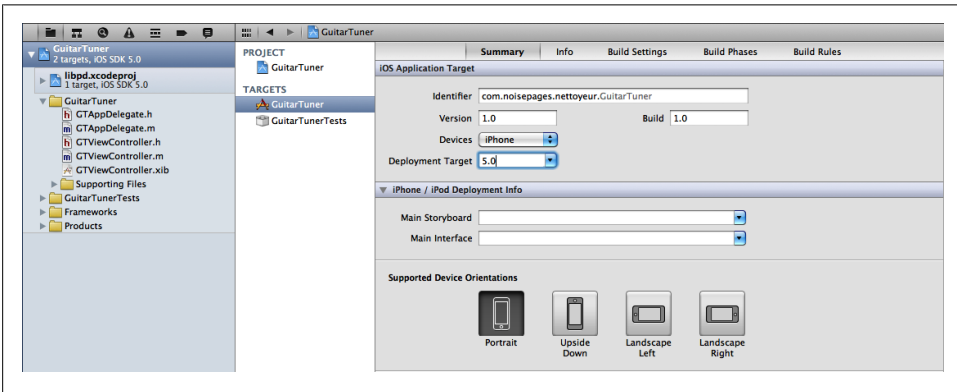 GuitarTuner
GuitarTuner
2 targets, iOS SDK 5.0
libpd.xcodeproj
1 target, iOS SDK 5.0
GuitarTuner
GTAppDelegate.h
GTAppDelegate.m
GTViewController.h
GTViewController.m
GTViewController.xib
Supporting Files
GuitarTunerTests
Frameworks
Products
PROJECT
GuitarTuner
TARGETS
GuitarTuner
GuitarTunerTests
Summary Info Build Settings Build Phases Build Rules
iOS Application Target
Identifier com.noisepages.nettoyeur.GuitarTuner
Version 1.0 Build 1.0
Devices iPhone
Deployment Target 5.0
iPhone / iPod Deployment Info
Main Storyboard
Main Interface
Supported Device Orientations
Portrait
Upside Down
Landscape Left
Landscape Right